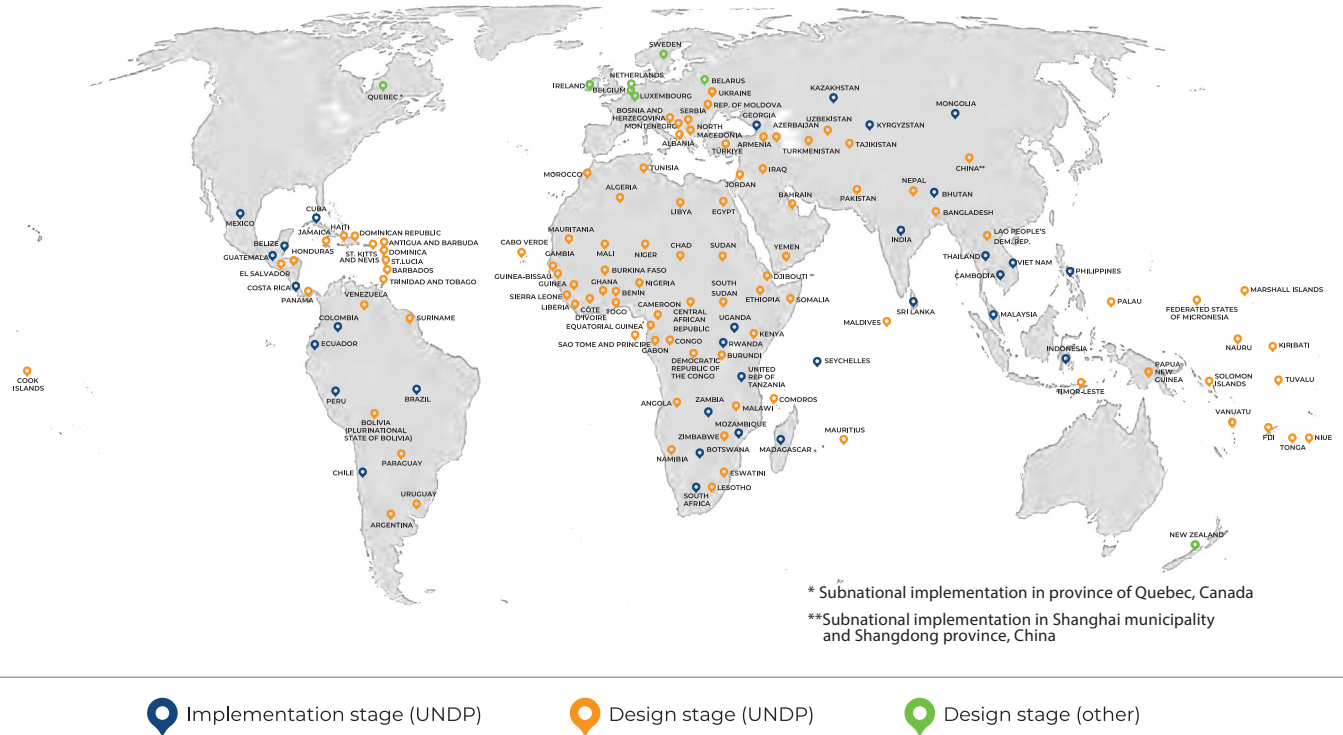 SWEDEN
NETHERLANDS
BELARUS
IRELAND
BELGIUM
LUXEMBOURG
UKRAINE
QUEBEC *
KAZAKHSTAN
MONGOLIA
REP. OF MOLDOVA
BOSNIA AND
HERZEGOVINA
SERBIA
GEORGIA
UZBEKISTAN
MONTENEGRO
NORTH
MACEDONIA
AZERBAIJAN
KYRGYZSTAN
ALBANIA
TÜRKIYE
ARMENIA
TURKMENISTAN
TAJIKISTAN
CHINA**
MOROCCO
TUNISIA
IRAQ
JORDAN
NEPAL
ALGERIA
BAHRAIN
PAKISTAN
BHUTAN
LIBYA
EGYPT
BANGLADESH
MEXICO
CUBA
HAITI
DOMINICAN REPUBLIC
JAMAICA
BELIZE
ANTIGUA AND BARBUDA
HONDURAS
ST. KITTS
AND NEVIS
DOMINICA
GUATEMALA
ST.LUCIA
EL SALVADOR
BARBADOS
COSTA RICA
TRINIDAD AND TOBAGO
PANAMA
VENEZUELA
COLOMBIA
SURINAME
ECUADOR
PERU
BRAZIL
BOLIVIA
(PLURINATIONAL
STATE OF BOLIVIA)
PARAGUAY
CHILE
URUGUAY
ARGENTINA
COOK
ISLANDS
MAURITANIA
CABO VERDE
MALI
NIGER
CHAD
SUDAN
YEMEN
GAMBIA
GUINEA-BISSAU
BURKINA FASO
DJIBOUTI **
GUINEA
GHANA
NIGERIA
SOUTH
SUDAN
SIERRA LEONE
BENIN
ETHIOPIA
SOMALIA
LIBERIA
CÔTE
D'IVOIRE
TOGO
CAMEROON
CENTRAL
AFRICAN
REPUBLIC
UGANDA
EQUATORIAL GUINEA
KENYA
SAO TOME AND PRINCIPE
GABON
CONGO
RWANDA
BURUNDI
DEMOCRATIC
REPUBLIC OF
THE CONGO
UNITED
REP OF
TANZANIA
SEYCHELLES
ANGOLA
ZAMBIA
MALAWI
COMOROS
MOZAMBIQUE
ZIMBABWE
MAURITIUS
NAMIBIA
BOTSWANA
MADAGASCAR
ESWATINI
SOUTH
AFRICA
LESOTHO
INDIA
LAO PEOPLE'S
DEM. REP.
THAILAND
VIET NAM
CAMBODIA
PHILIPPINES
SRI LANKA
MALAYSIA
MALDIVES
INDONESIA
TIMOR-LESTE
PALAU
MARSHALL ISLANDS
FEDERATED STATES
OF MICRONESIA
NAURU
KIRIBATI
PAPUA
NEW
GUINEA
SOLOMON
ISLANDS
TUVALU
VANUATU
FIJI
TONGA
NIUE
NEW ZEALAND
* Subnational implementation in province of Quebec, Canada
**Subnational implementation in Shanghai municipality
and Shangdong province, China
Implementation stage (UNDP)
Design stage (UNDP)
Design stage (other)